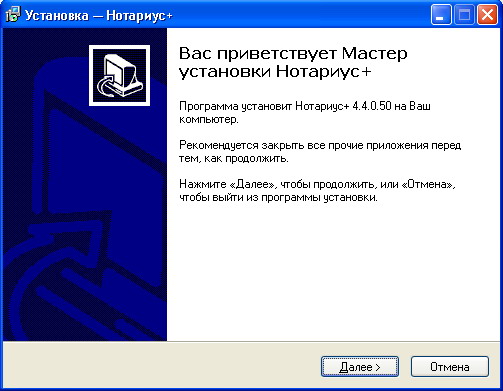 Установка — Нотариус+
Вас приветствует Мастер
установки Нотариус+
Программа установит Нотариус+ 4.4.0.50 на Ваш
компьютер.
Рекомендуется закрыть все прочие приложения перед
тем, как продолжить.
Нажмите «Далее», чтобы продолжить, или «Отмена»,
чтобы выйти из программы установки.
Далее > Отмена